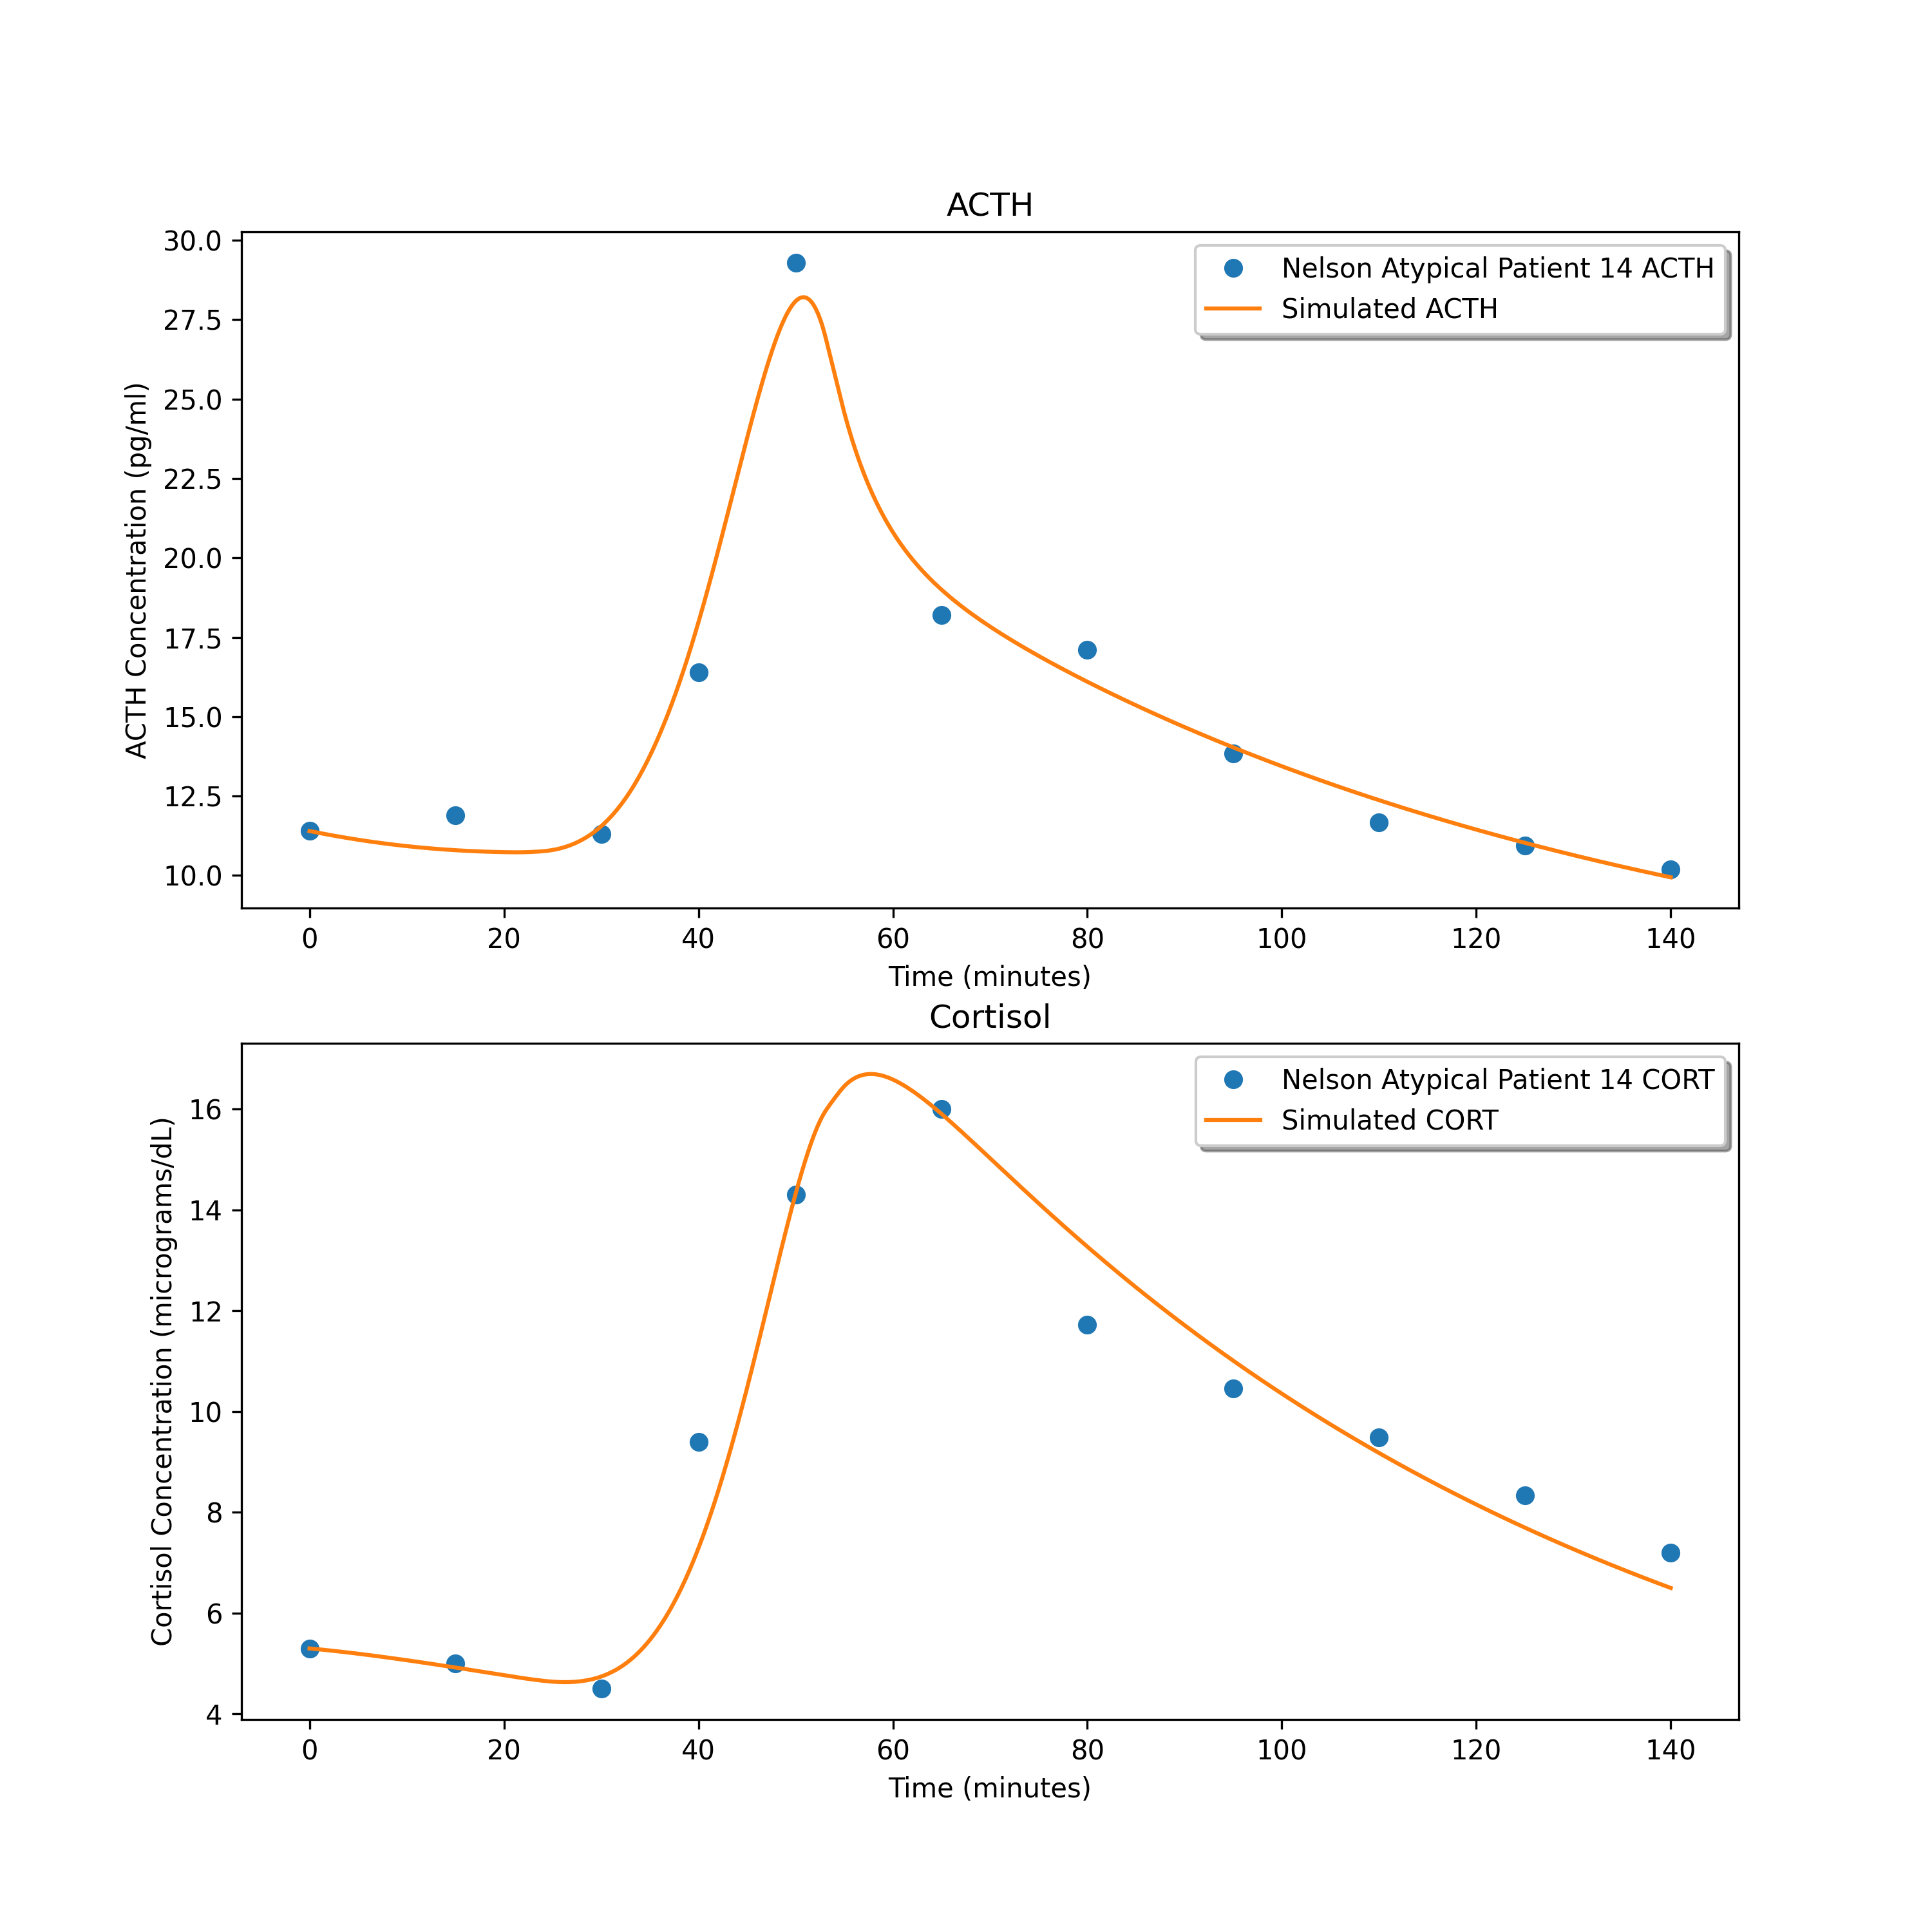 ACTH
30.0
27.5
25.0
22.5
20.0
17.5
15.0
12.5
10.0
ACTH Concentration (pg/ml)
Nelson Atypical Patient 14 ACTH
Simulated ACTH
0 20 40 60 80 100 120 140
Time (minutes)
Cortisol
16
14
12
10
8
6
4
Cortisol Concentration (micrograms/dL)
Nelson Atypical Patient 14 CORT
Simulated CORT
0 20 40 60 80 100 120 140
Time (minutes)